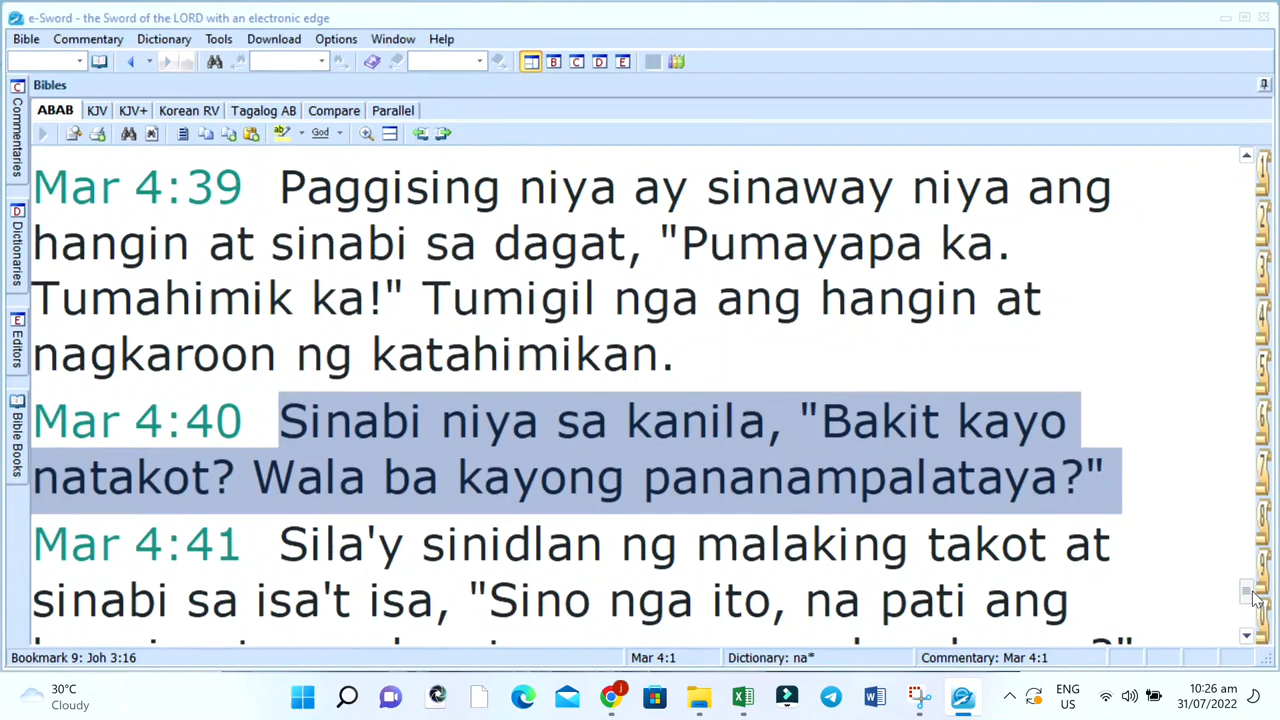 e-Sword - the Sword of the LORD with an electronic edge
Bible Commentary Dictionary Tools Download Options Window Help
Bibles
ABAB KJV KJV+ Korean RV Tagalog AB Compare Parallel
God
Commentaries
Dictionaries
Editors
Bible Books
Mar 4:39 Paggising niya ay sinaway niya ang
hangin at sinabi sa dagat, "Pumayapa ka.
Tumahimik ka!" Tumigil nga ang hangin at
nagkaroon ng katahimikan.
Mar 4:40 Sinabi niya sa kanila, "Bakit kayo
natakot? Wala ba kayong pananampalataya?"
Mar 4:41 Sila'y sinidlan ng malaking takot at
sinabi sa isa't isa, "Sino nga ito, na pati ang
Bookmark 9: Joh 3:16 Mar 4:1 Dictionary: na* Commentary: Mar 4:1
30°C
Cloudy
ENG
US
10:26 am
31/07/2022